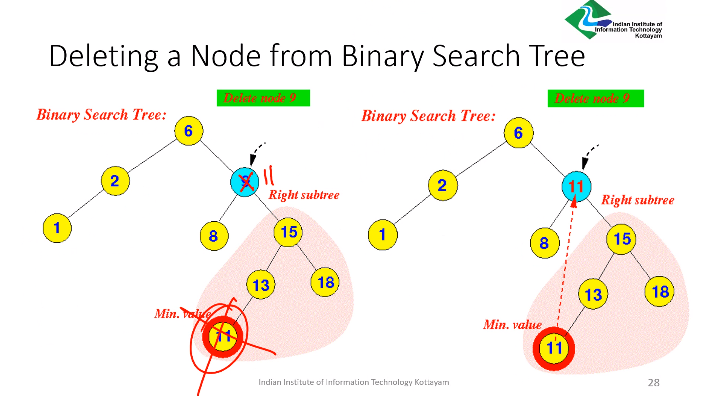 Indian Institute of
Information Technology
Kottayam
Deleting a Node from Binary Search Tree
Delete node 9
Binary Search Tree:
6
2
9 11
Right subtree
1
8
15
13
18
Min. value
11
Delete node 9
Binary Search Tree:
6
2
11
Right subtree
1
8
15
13
18
Min. value
11
Indian Institute of Information Technology Kottayam
28